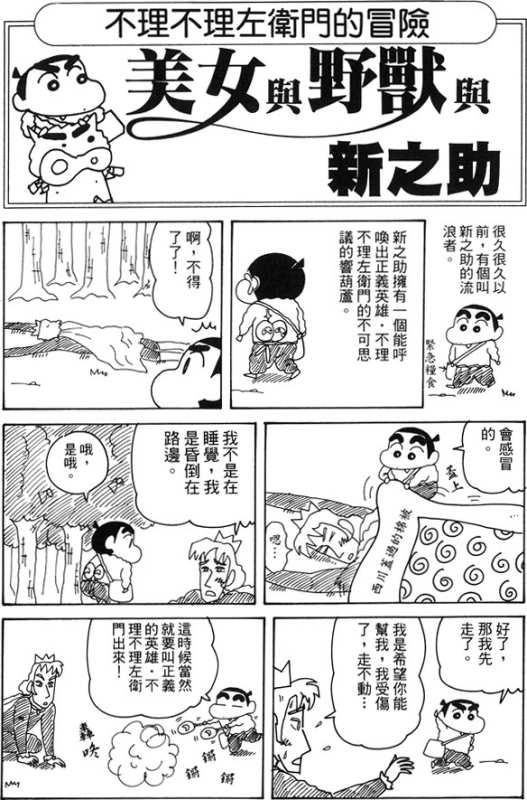 不理不理左衛門的冒險
美女與野獸與
新之助
很久很久以
前，有個叫
新之助的流
浪者。
緊急糧食
新之助擁有一個能呼
喚出正義英雄．不理
不理左衛門的不可思
議的響葫蘆。
啊，不得
了了！
會感冒
的。
蓋上
嗯…
西川蓋過的棉被
我不是在
睡覺，我
是昏倒在
路邊。
哦，
是哦。
好了，
那我先
走了。
我是希望你能
幫我，我受傷
了，走不動…
這時候當然
就要叫正義
的英雄．不
理不理左衛
門出來！
鏘
鏘
鏘
轟咚